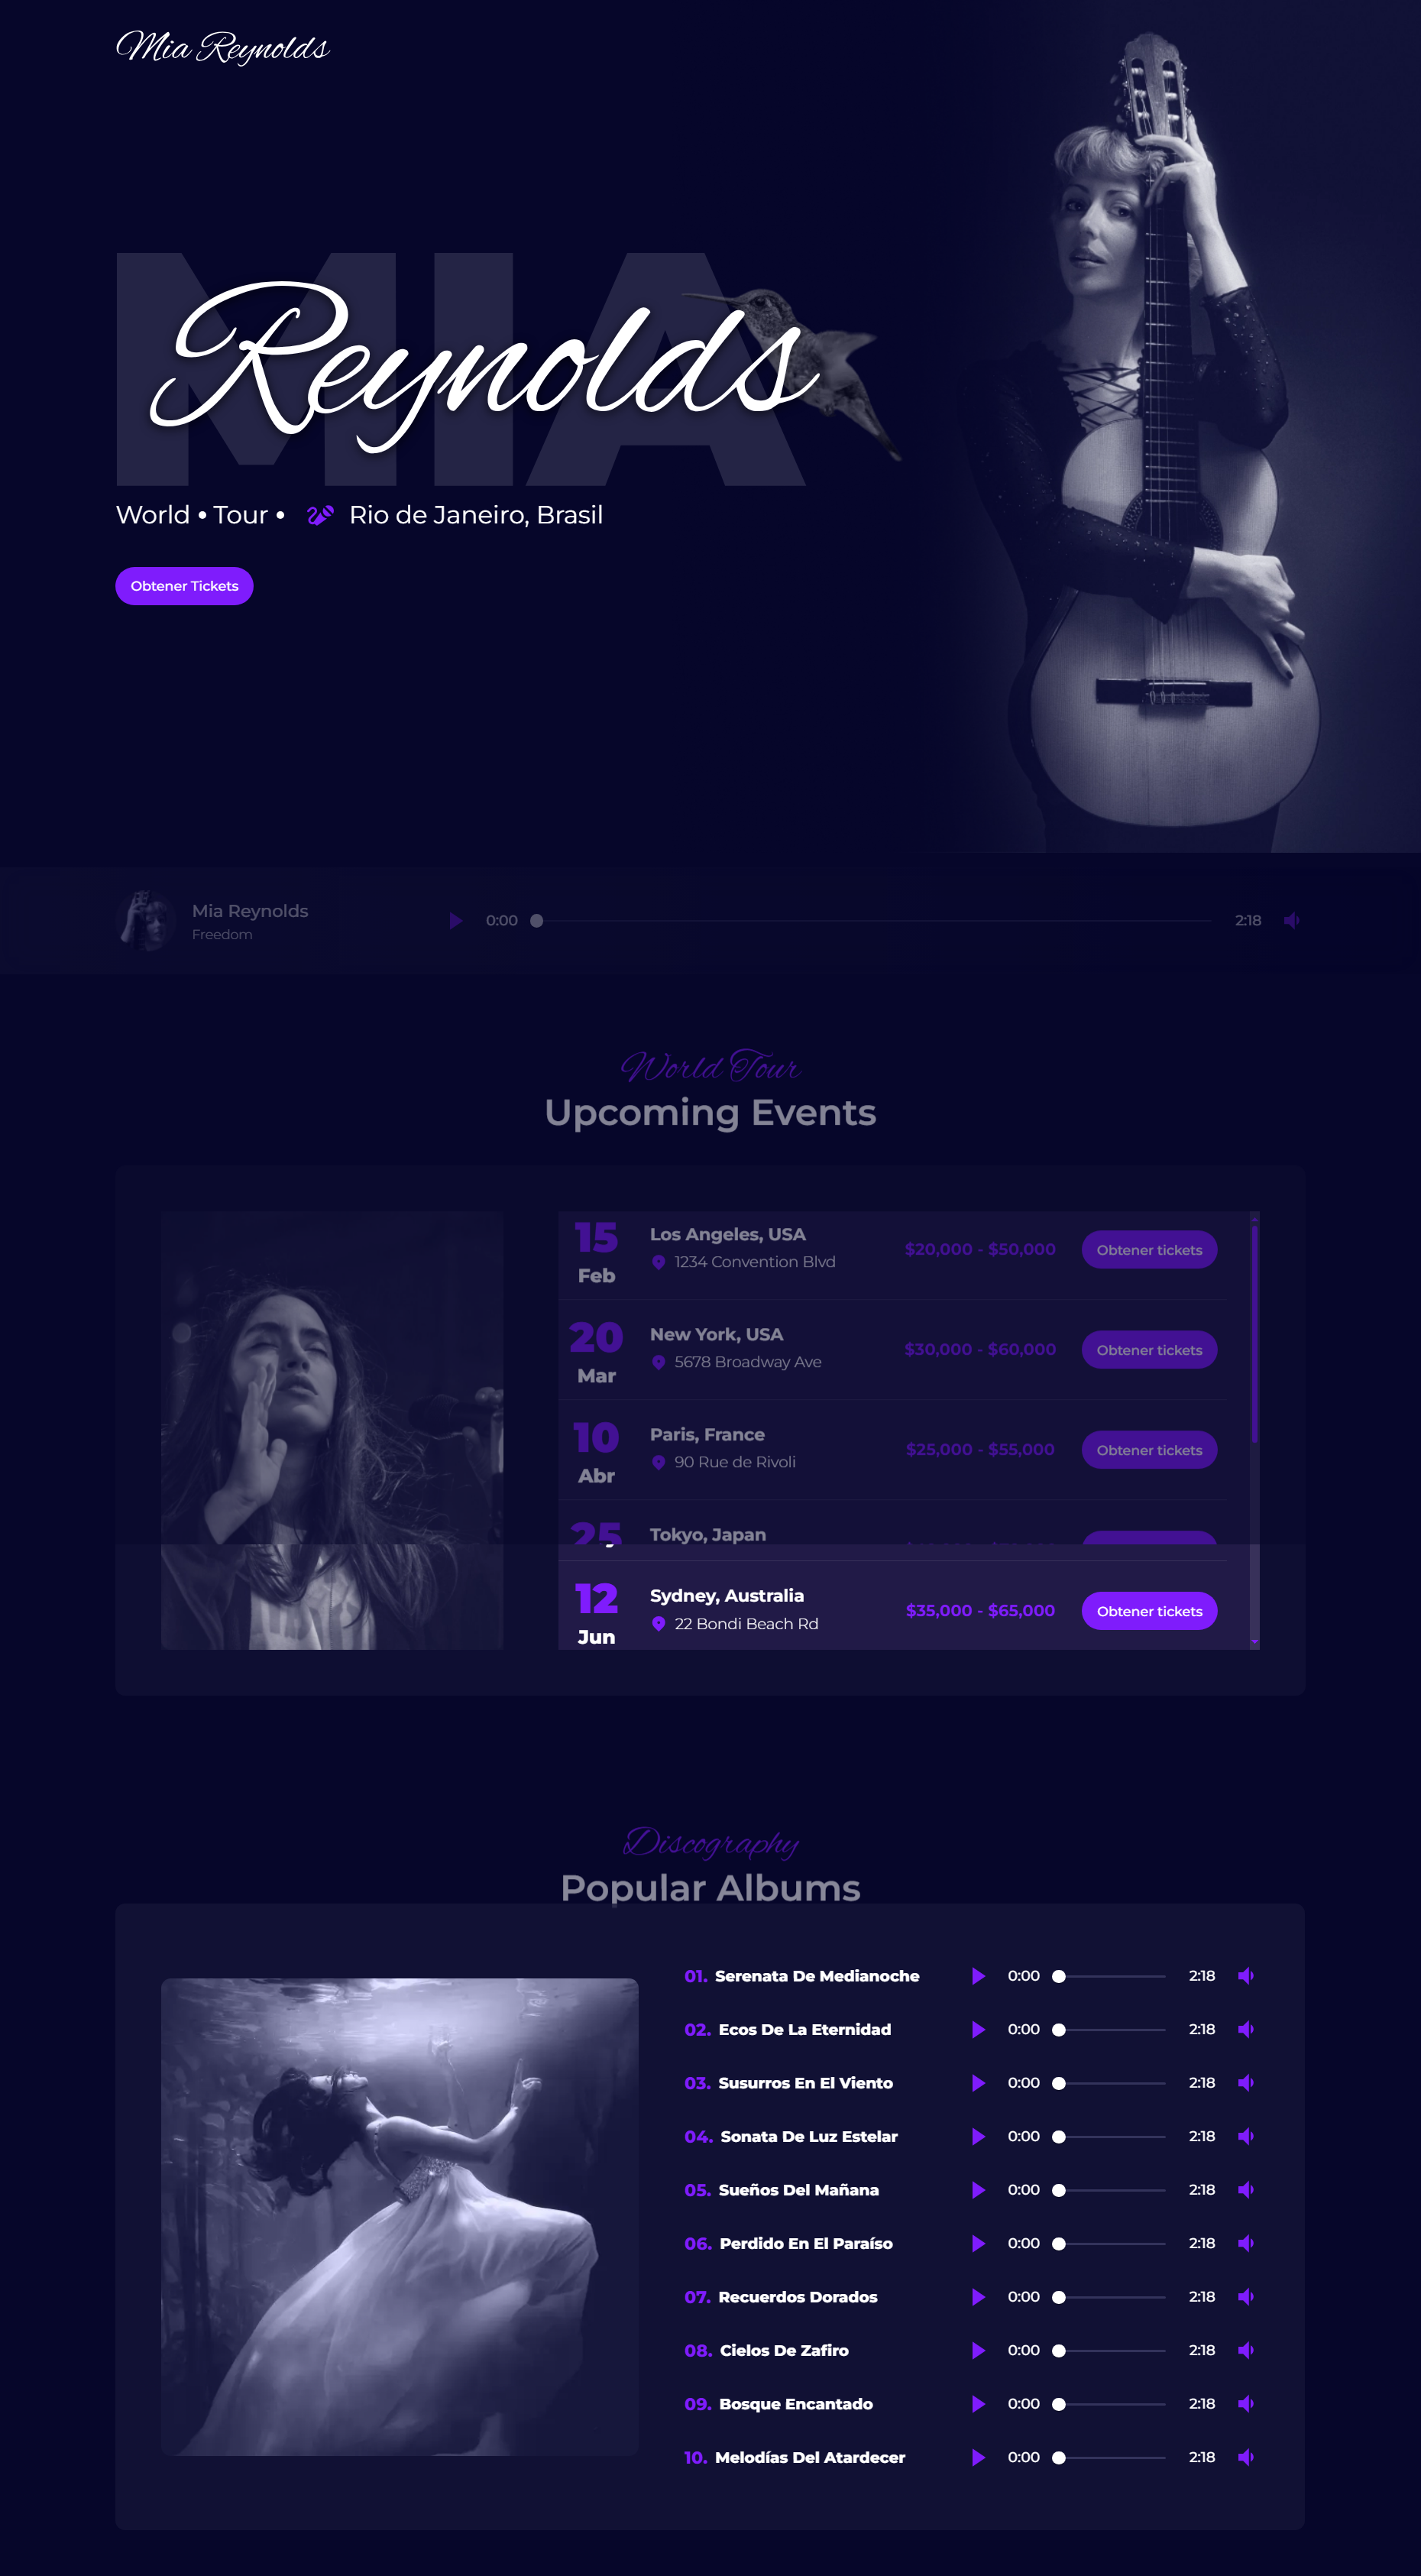 Mia Reynolds
MIA
Reynolds
World • Tour • Rio de Janeiro, Brasil
Obtener Tickets
Mia Reynolds
Freedom
0:00 2:18
World Tour
Upcoming Events
15 Feb Los Angeles, USA
1234 Convention Blvd
$20,000 - $50,000 Obtener tickets
20 Mar New York, USA
5678 Broadway Ave
$30,000 - $60,000 Obtener tickets
10 Abr Paris, France
90 Rue de Rivoli
$25,000 - $55,000 Obtener tickets
25 Tokyo, Japan
12 Jun Sydney, Australia
22 Bondi Beach Rd
$35,000 - $65,000 Obtener tickets
Discography
Popular Albums
01. Serenata De Medianoche 0:00 2:18
02. Ecos De La Eternidad 0:00 2:18
03. Susurros En El Viento 0:00 2:18
04. Sonata De Luz Estelar 0:00 2:18
05. Sueños Del Mañana 0:00 2:18
06. Perdido En El Paraíso 0:00 2:18
07. Recuerdos Dorados 0:00 2:18
08. Cielos De Zafiro 0:00 2:18
09. Bosque Encantado 0:00 2:18
10. Melodías Del Atardecer 0:00 2:18